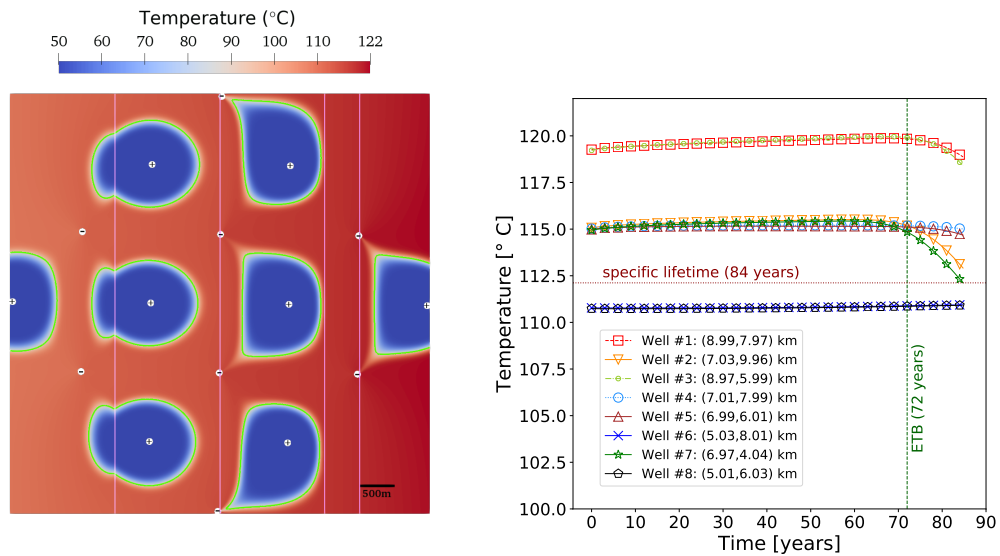 Temperature (°C)
50 60 70 80 90 100 110 122
500m
120.0
117.5
115.0
112.5
110.0
107.5
105.0
102.5
100.0
Temperature [° C]
specific lifetime (84 years)
ETB (72 years)
Well #1: (8.99,7.97) km
Well #2: (7.03,9.96) km
Well #3: (8.97,5.99) km
Well #4: (7.01,7.99) km
Well #5: (6.99,6.01) km
Well #6: (5.03,8.01) km
Well #7: (6.97,4.04) km
Well #8: (5.01,6.03) km
0 10 20 30 40 50 60 70 80 90
Time [years]